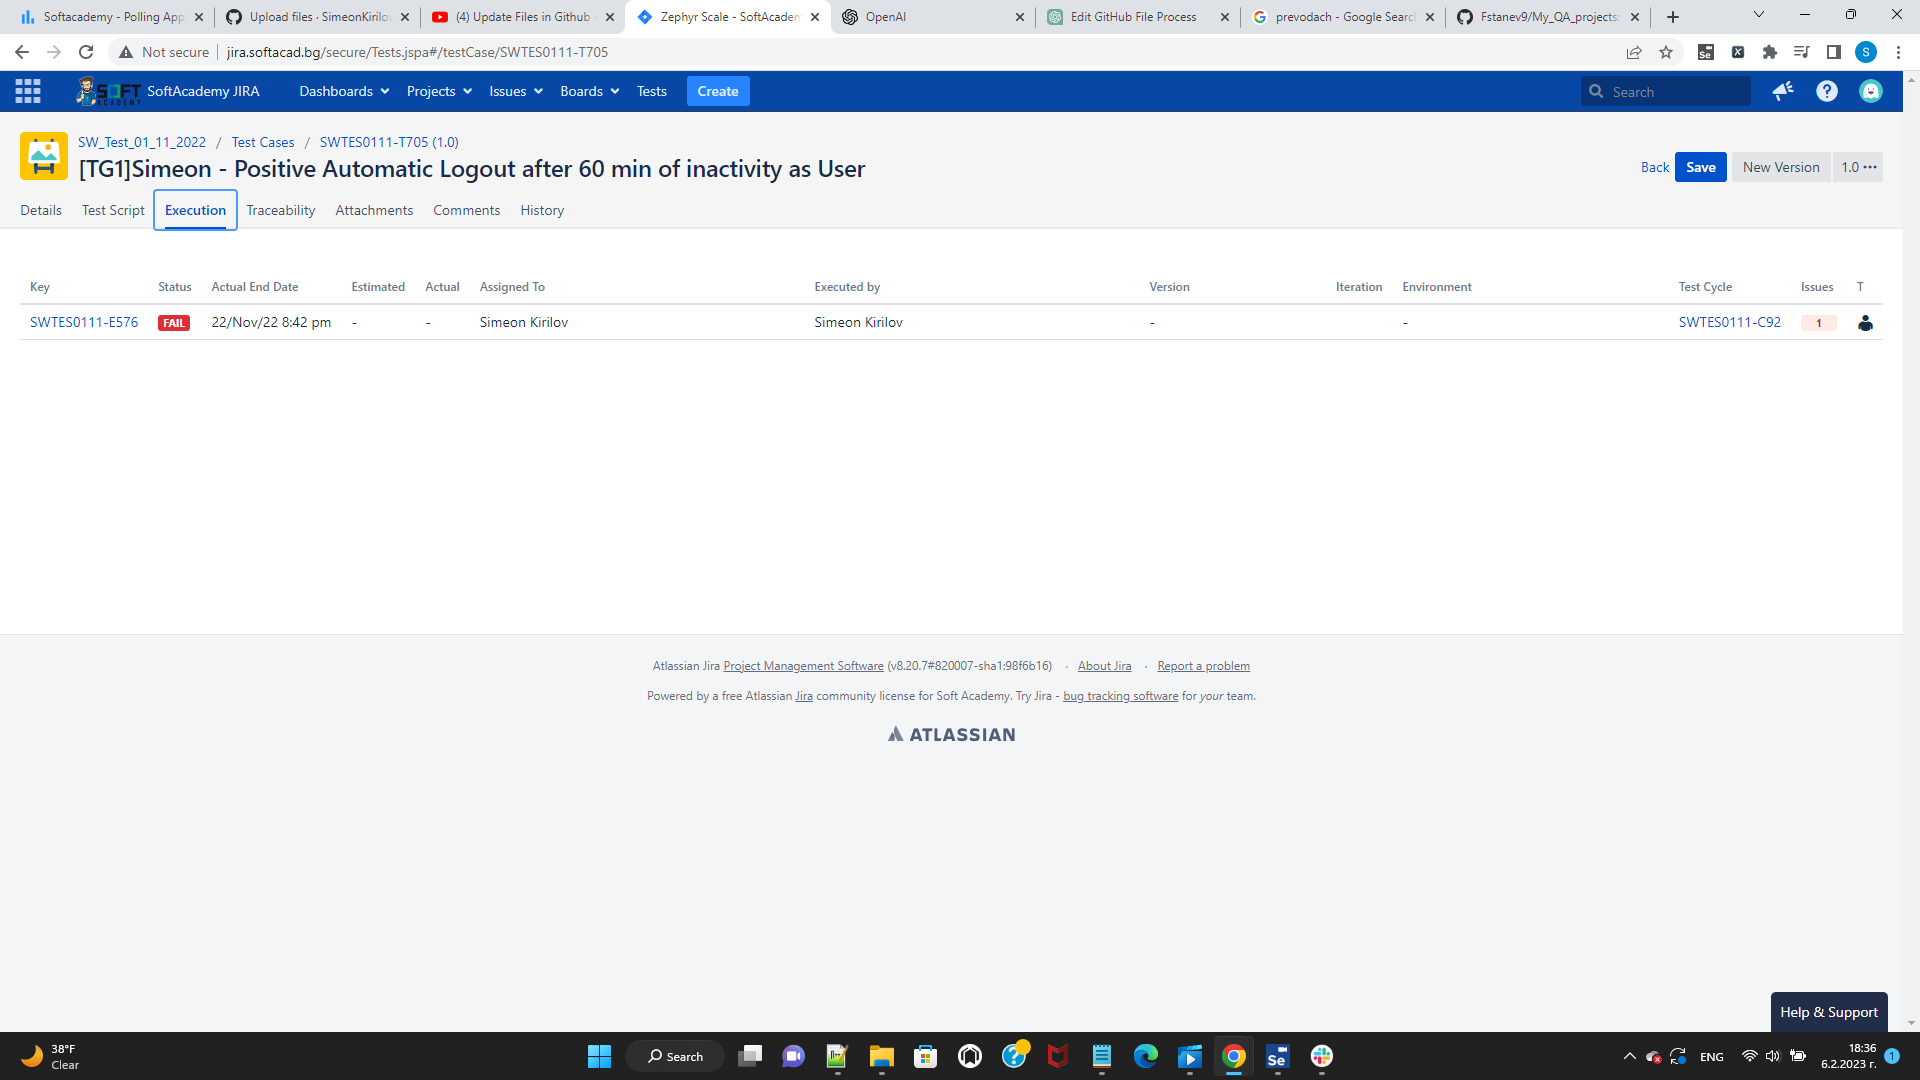 Softacademy - Polling App
Upload files · SimeonKirilo
(4) Update Files in Github
Zephyr Scale - SoftAcadem
OpenAI
Edit GitHub File Process
prevodach - Google Searc
Fstanev9/My_QA_projects:
Not secure
jira.softacad.bg/secure/Tests.jspa#/testCase/SWTES0111-T705
S
SOFT
ACADEMY
SoftAcademy JIRA
Dashboards
Projects
Issues
Boards
Tests
Create
Search
SW_Test_01_11_2022 / Test Cases / SWTES0111-T705 (1.0)
[TG1]Simeon - Positive Automatic Logout after 60 min of inactivity as User
Back
Save
New Version
1.0 •••
Details
Test Script
Execution
Traceability
Attachments
Comments
History
Key Status Actual End Date Estimated Actual Assigned To Executed by Version Iteration Environment Test Cycle Issues T
SWTES0111-E576 FAIL 22/Nov/22 8:42 pm - - Simeon Kirilov Simeon Kirilov - - SWTES0111-C92 1
Atlassian Jira Project Management Software (v8.20.7#820007-sha1:98f6b16) · About Jira · Report a problem
Powered by a free Atlassian Jira community license for Soft Academy. Try Jira - bug tracking software for your team.
ATLASSIAN
Help & Support
38°F
Clear
Search
Se
ENG
18:36
6.2.2023 г.
1